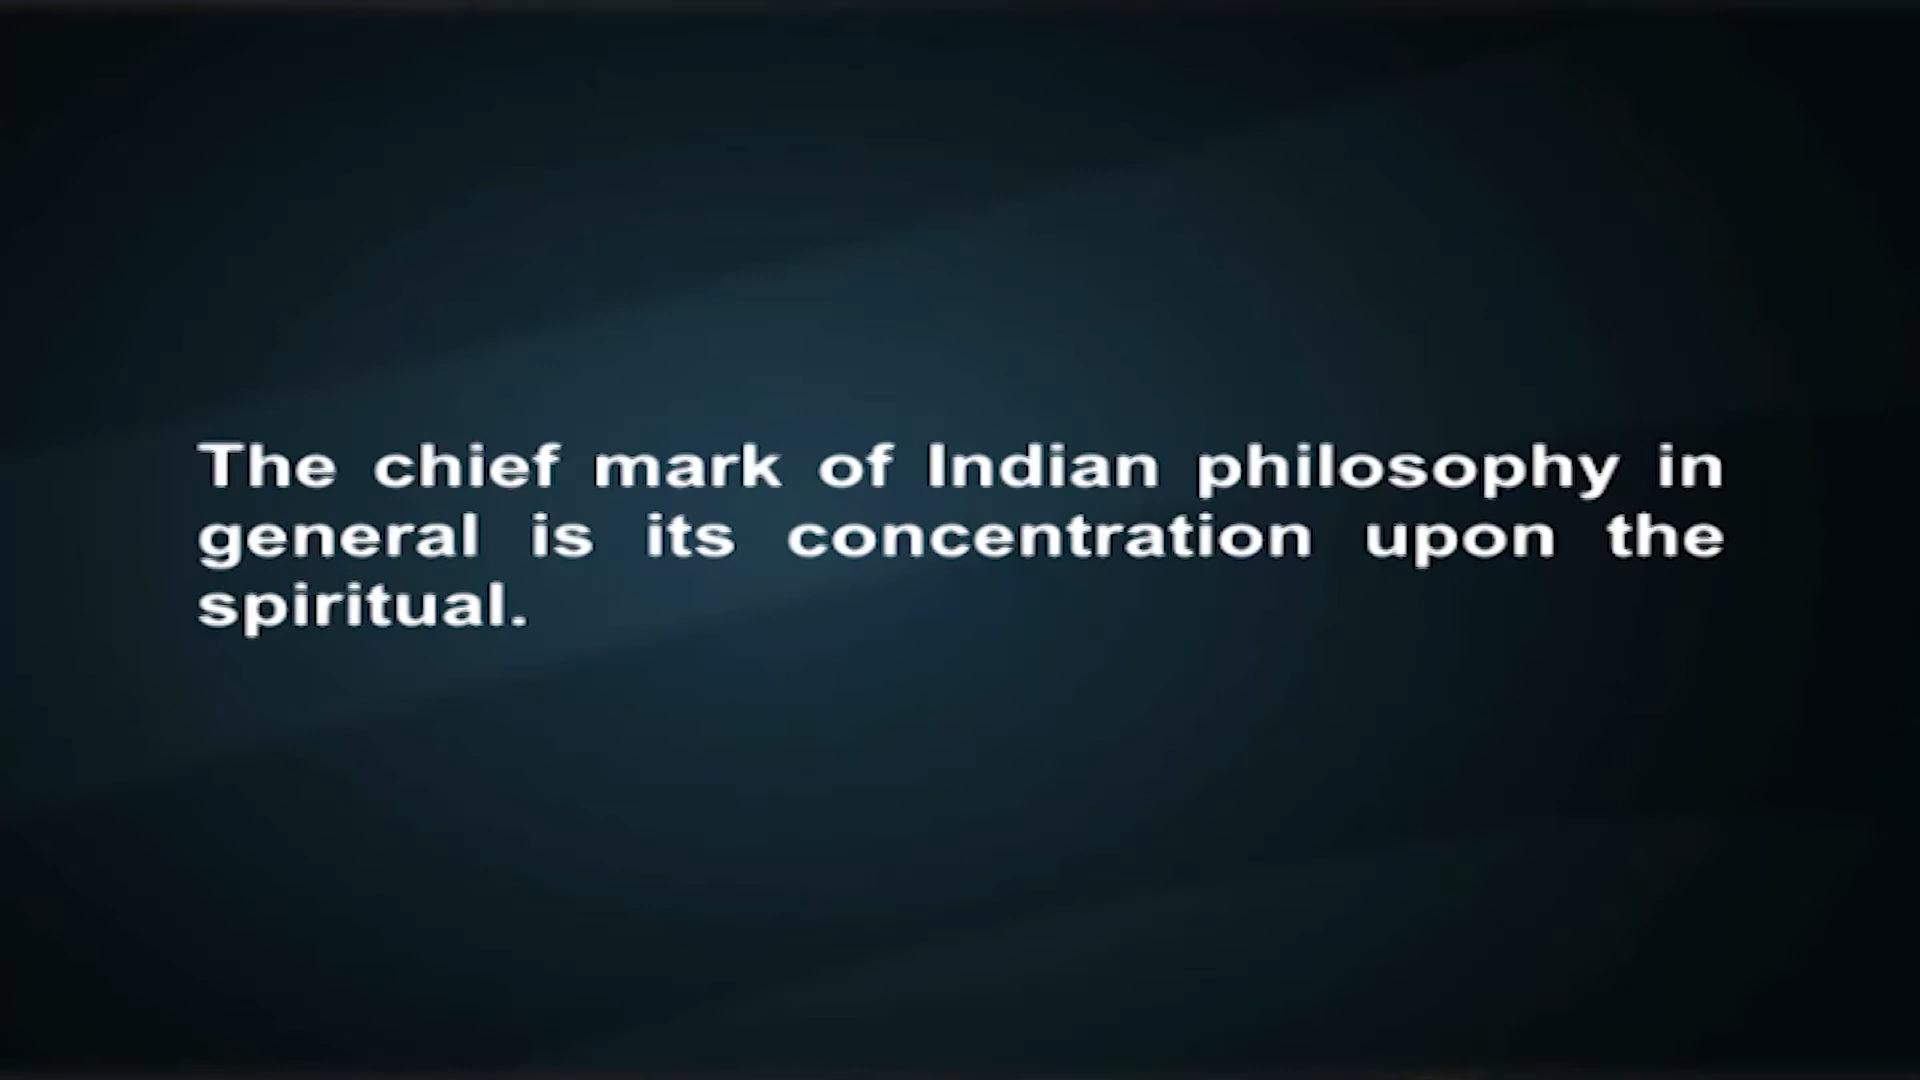 The chief mark of Indian philosophy in
general is its concentration upon the
spiritual.